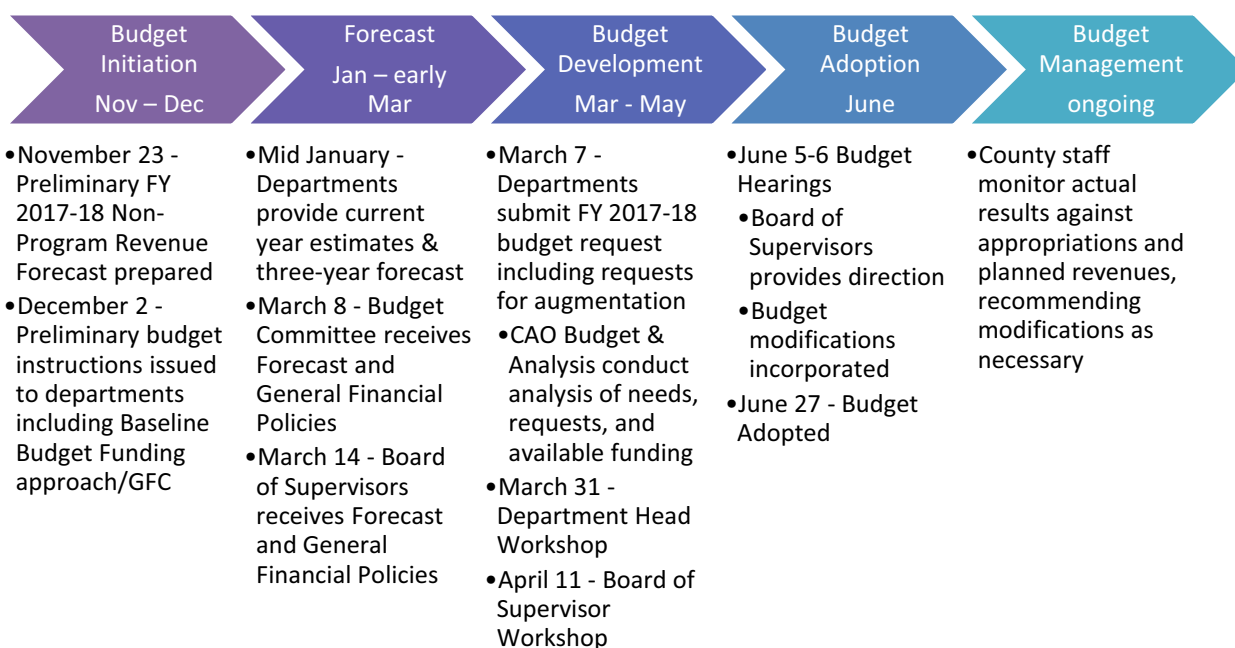 Budget
Initiation
Nov – Dec
Forecast
Jan – early
Mar
Budget
Development
Mar - May
Budget
Adoption
June
Budget
Management
ongoing
•November 23 -
Preliminary FY
2017-18 Non-
Program Revenue
Forecast prepared
•December 2 -
Preliminary budget
instructions issued
to departments
including Baseline
Budget Funding
approach/GFC
•Mid January -
Departments
provide current
year estimates &
three-year forecast
•March 8 - Budget
Committee receives
Forecast and
General Financial
Policies
•March 14 - Board
of Supervisors
receives Forecast
and General
Financial Policies
•March 7 -
Departments
submit FY 2017-18
budget request
including requests
for augmentation
•CAO Budget &
Analysis conduct
analysis of needs,
requests, and
available funding
•March 31 -
Department Head
Workshop
•April 11 - Board of
Supervisor
Workshop
•June 5-6 Budget
Hearings
•Board of
Supervisors
provides direction
•Budget
modifications
incorporated
•June 27 - Budget
Adopted
•County staff
monitor actual
results against
appropriations and
planned revenues,
recommending
modifications as
necessary